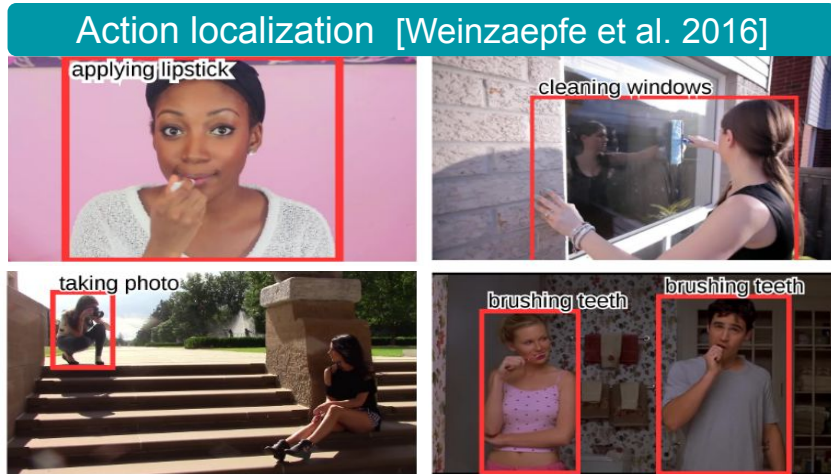 Action localization [Weinzaepfe et al. 2016]
applying lipstick
cleaning windows
taking photo
brushing teeth
brushing teeth